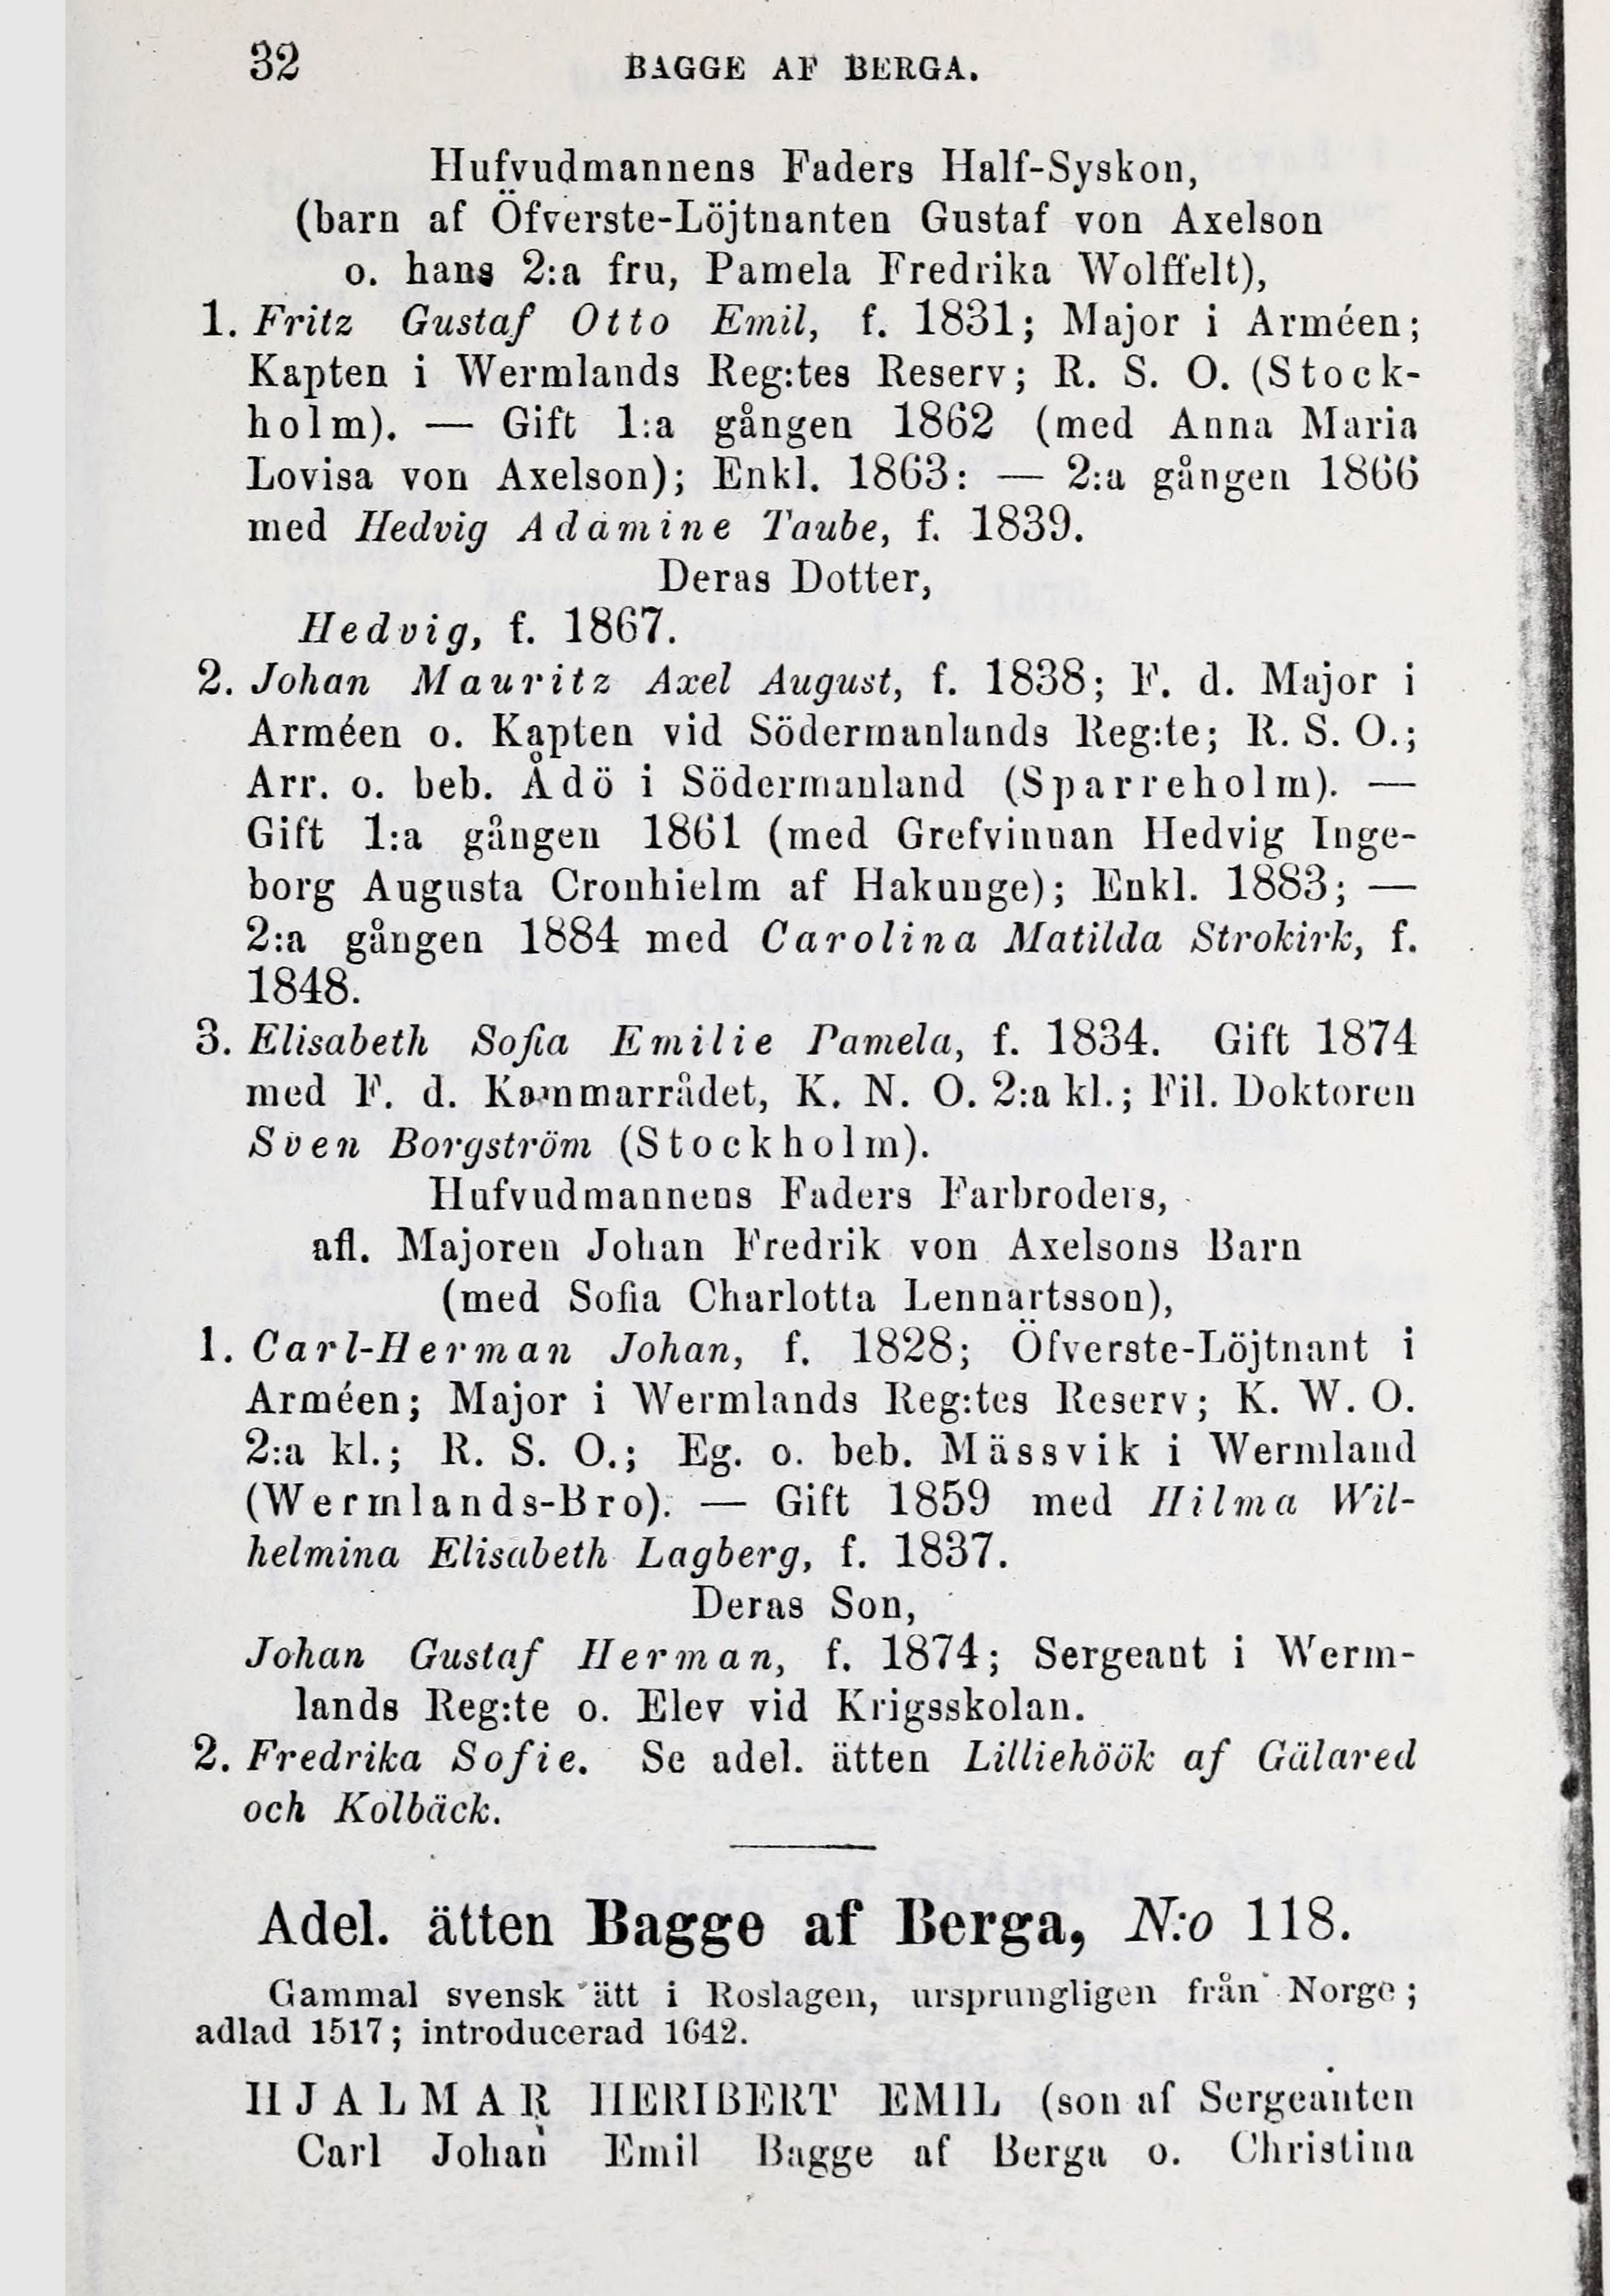 32
BAGGE AF BERGA.
Hufvudmannens Faders Half-Syskon,
(barn af Öfverste-Löjtnanten Gustaf von Axelson
o. hans 2:a fru, Pamela Fredrika Wolffelt),
1. Fritz Gustaf Otto Emil, f. 1831; Major i Arméen;
Kapten i Wermlands Reg:tes Reserv; R. S. O. (Stock-
holm). — Gift 1:a gången 1862 (med Anna Maria
Lovisa von Axelson); Enkl. 1863: — 2:a gången 1866
med Hedvig Adamine Taube, f. 1839.
Deras Dotter,
Hedvig, f. 1867.
2. Johan Mauritz Axel August, f. 1838; F. d. Major i
Arméen o. Kapten vid Södermanlands Reg:te; R. S. O.;
Arr. o. beb. Ådö i Södermanland (Sparreholm). —
Gift 1:a gången 1861 (med Grefvinnan Hedvig Inge-
borg Augusta Cronhielm af Hakunge); Enkl. 1883; —
2:a gången 1884 med Carolina Matilda Strokirk, f.
1848.
3. Elisabeth Sofia Emilie Pamela, f. 1834. Gift 1874
med F. d. Kammarrådet, K. N. O. 2:a kl.; Fil. Doktoren
Sven Borgström (Stockholm).
Hufvudmannens Faders Farbroders,
afl. Majoren Johan Fredrik von Axelsons Barn
(med Sofia Charlotta Lennartsson),
1. Carl-Herman Johan, f. 1828; Öfverste-Löjtnant i
Arméen; Major i Wermlands Reg:tes Reserv; K. W. O.
2:a kl.; R. S. O.; Eg. o. beb. Mässvik i Wermland
(Wermlands-Bro). — Gift 1859 med Hilma Wil-
helmina Elisabeth Lagberg, f. 1837.
Deras Son,
Johan Gustaf Herman, f. 1874; Sergeant i Werm-
lands Reg:te o. Elev vid Krigsskolan.
2. Fredrika Sofie. Se adel. ätten Lilliehöök af Gälared
och Kolbäck.
Adel. ätten Bagge af Berga, N:o 118.
Gammal svensk ätt i Roslagen, ursprungligen från Norge;
adlad 1517; introducerad 1642.
HJALMAR HERIBERT EMIL (son af Sergeanten
Carl Johan Emil Bagge af Berga o. Christina